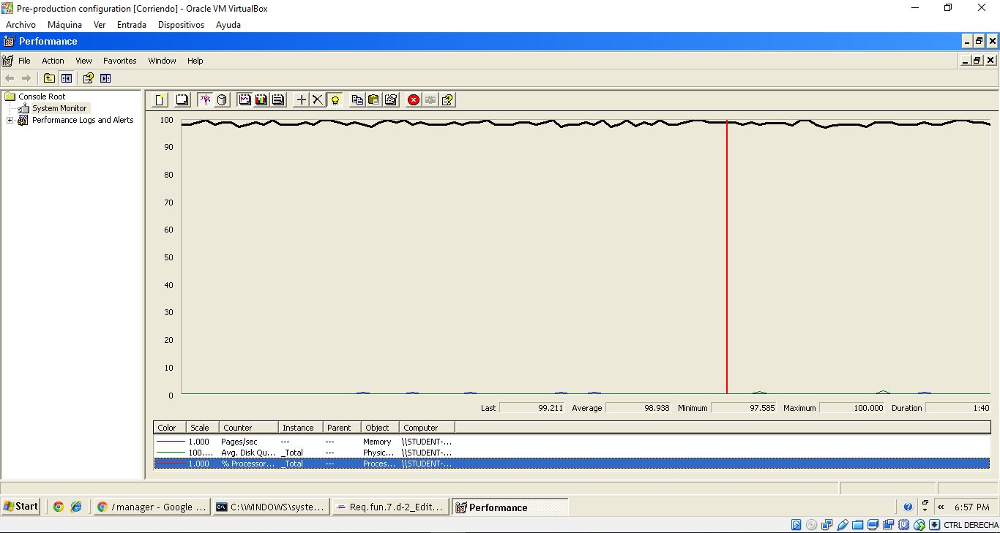 Pre-production configuration [Corriendo] - Oracle VM VirtualBox
Archivo Máquina Ver Entrada Dispositivos Ayuda
Performance
File Action View Favorites Window Help
Console Root
System Monitor
Performance Logs and Alerts
100
90
80
70
60
50
40
30
20
10
0
Last 99.211 Average 98.938 Minimum 97.585 Maximum 100.000 Duration 1:40
Color Scale Counter Instance Parent Object Computer
1.000 Pages/sec --- --- Memory \\STUDENT-...
100.... Avg. Disk Qu... _Total --- Physic... \\STUDENT-...
1.000 % Processor... _Total --- Proces... \\STUDENT-...
Start /manager - Google ... C:\WINDOWS\syste... Req.fun.7.d-2_Edit... Performance « 6:57 PM
CTRL DERECHA